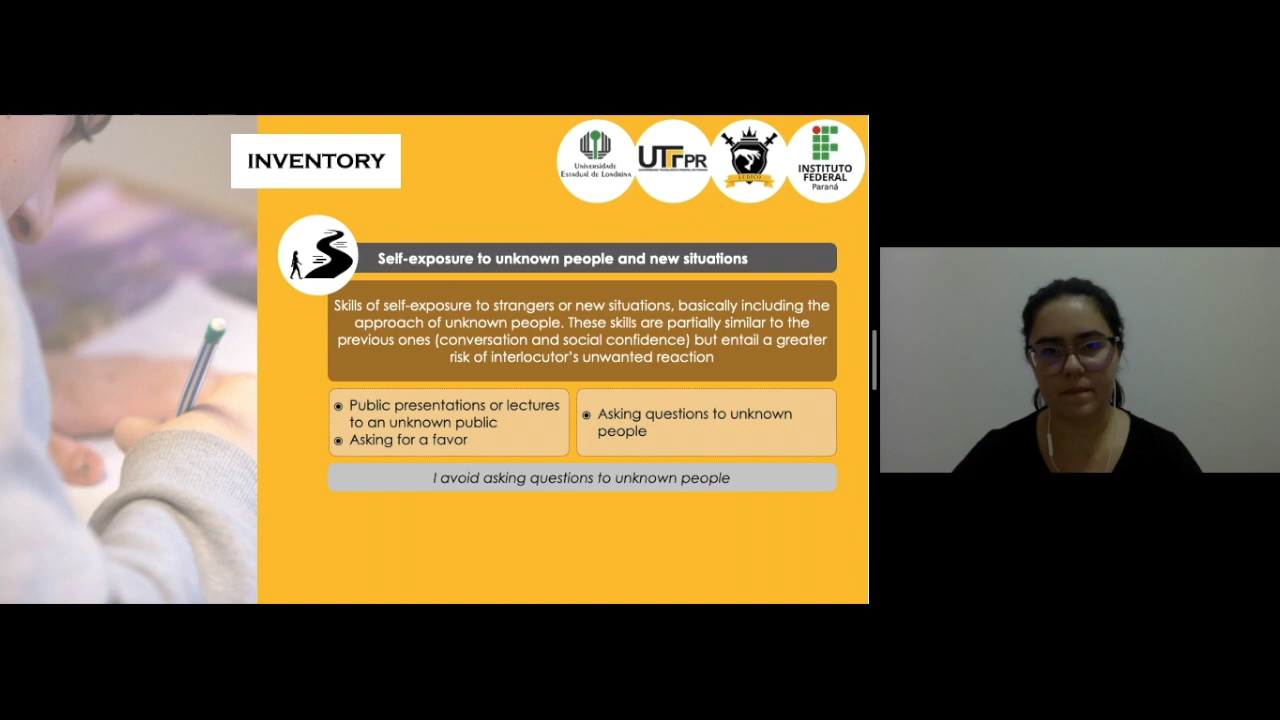 INVENTORY
UNIVERSIDADE
ESTADUAL DE LONDRINA
UTFPR
LUDICO
INSTITUTO
FEDERAL
Paraná
Self-exposure to unknown people and new situations
Skills of self-exposure to strangers or new situations, basically including the
approach of unknown people. These skills are partially similar to the
previous ones (conversation and social confidence) but entail a greater
risk of interlocutor's unwanted reaction
Public presentations or lectures
to an unknown public
Asking for a favor
Asking questions to unknown
people
I avoid asking questions to unknown people